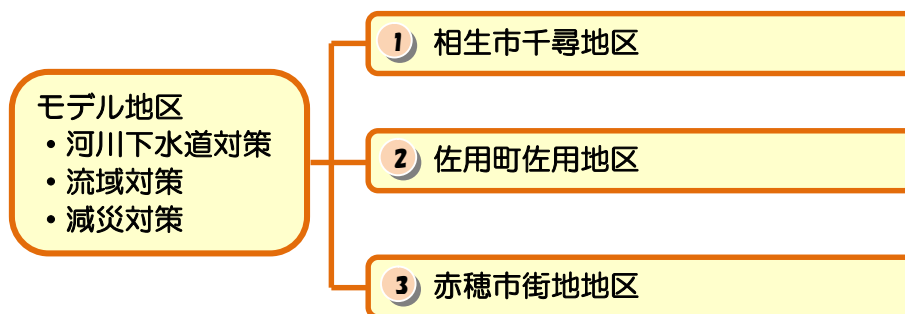 モデル地区
・河川下水道対策
・流域対策
・減災対策
1 相生市千尋地区
2 佐用町佐用地区
3 赤穂市街地地区